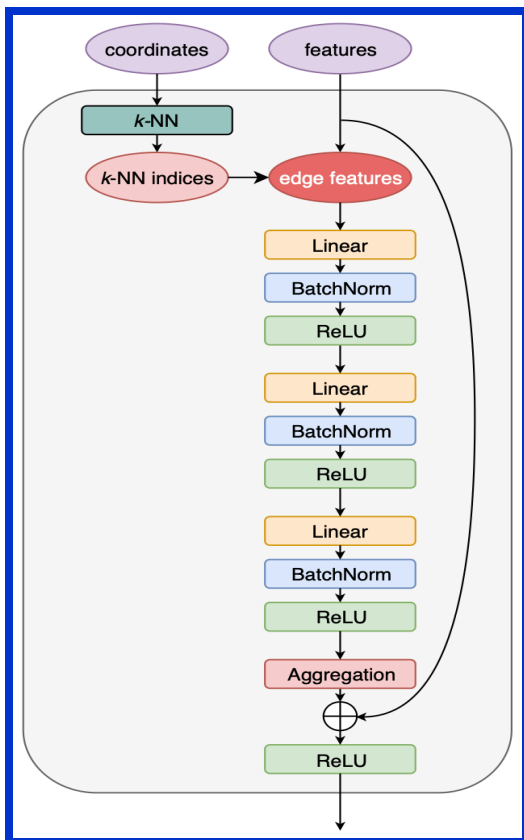 coordinates
features
k-NN
k-NN indices
edge features
Linear
BatchNorm
ReLU
Linear
BatchNorm
ReLU
Linear
BatchNorm
ReLU
Aggregation
ReLU